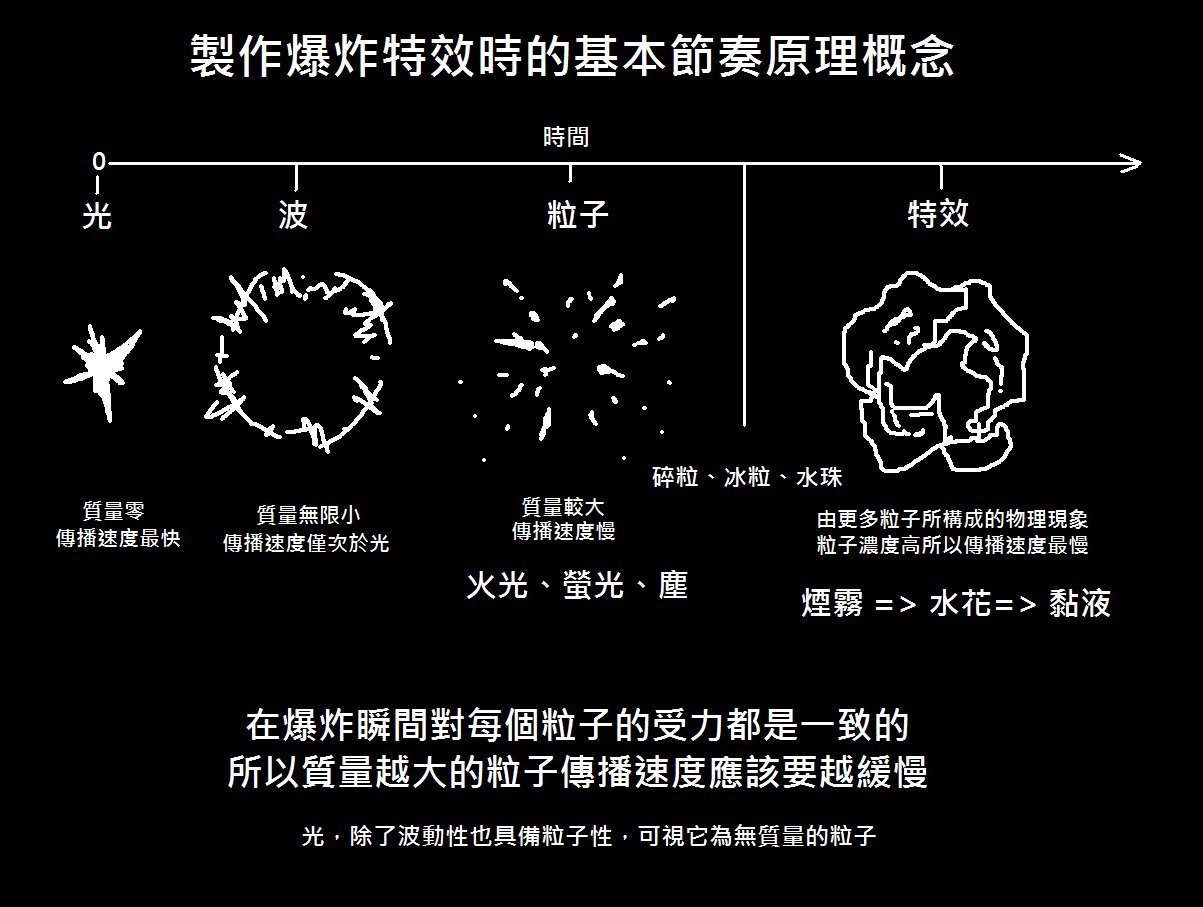 製作爆炸特效時的基本節奏原理概念
時間
0
光
波
粒子
特效
碎粒、冰粒、水珠
質量零
傳播速度最快
質量無限小
傳播速度僅次於光
質量較大
傳播速度慢
火光、螢光、塵
由更多粒子所構成的物理現象
粒子濃度高所以傳播速度最慢
煙霧 => 水花=> 黏液
在爆炸瞬間對每個粒子的受力都是一致的
所以質量越大的粒子傳播速度應該要越緩慢
光，除了波動性也具備粒子性，可視它為無質量的粒子